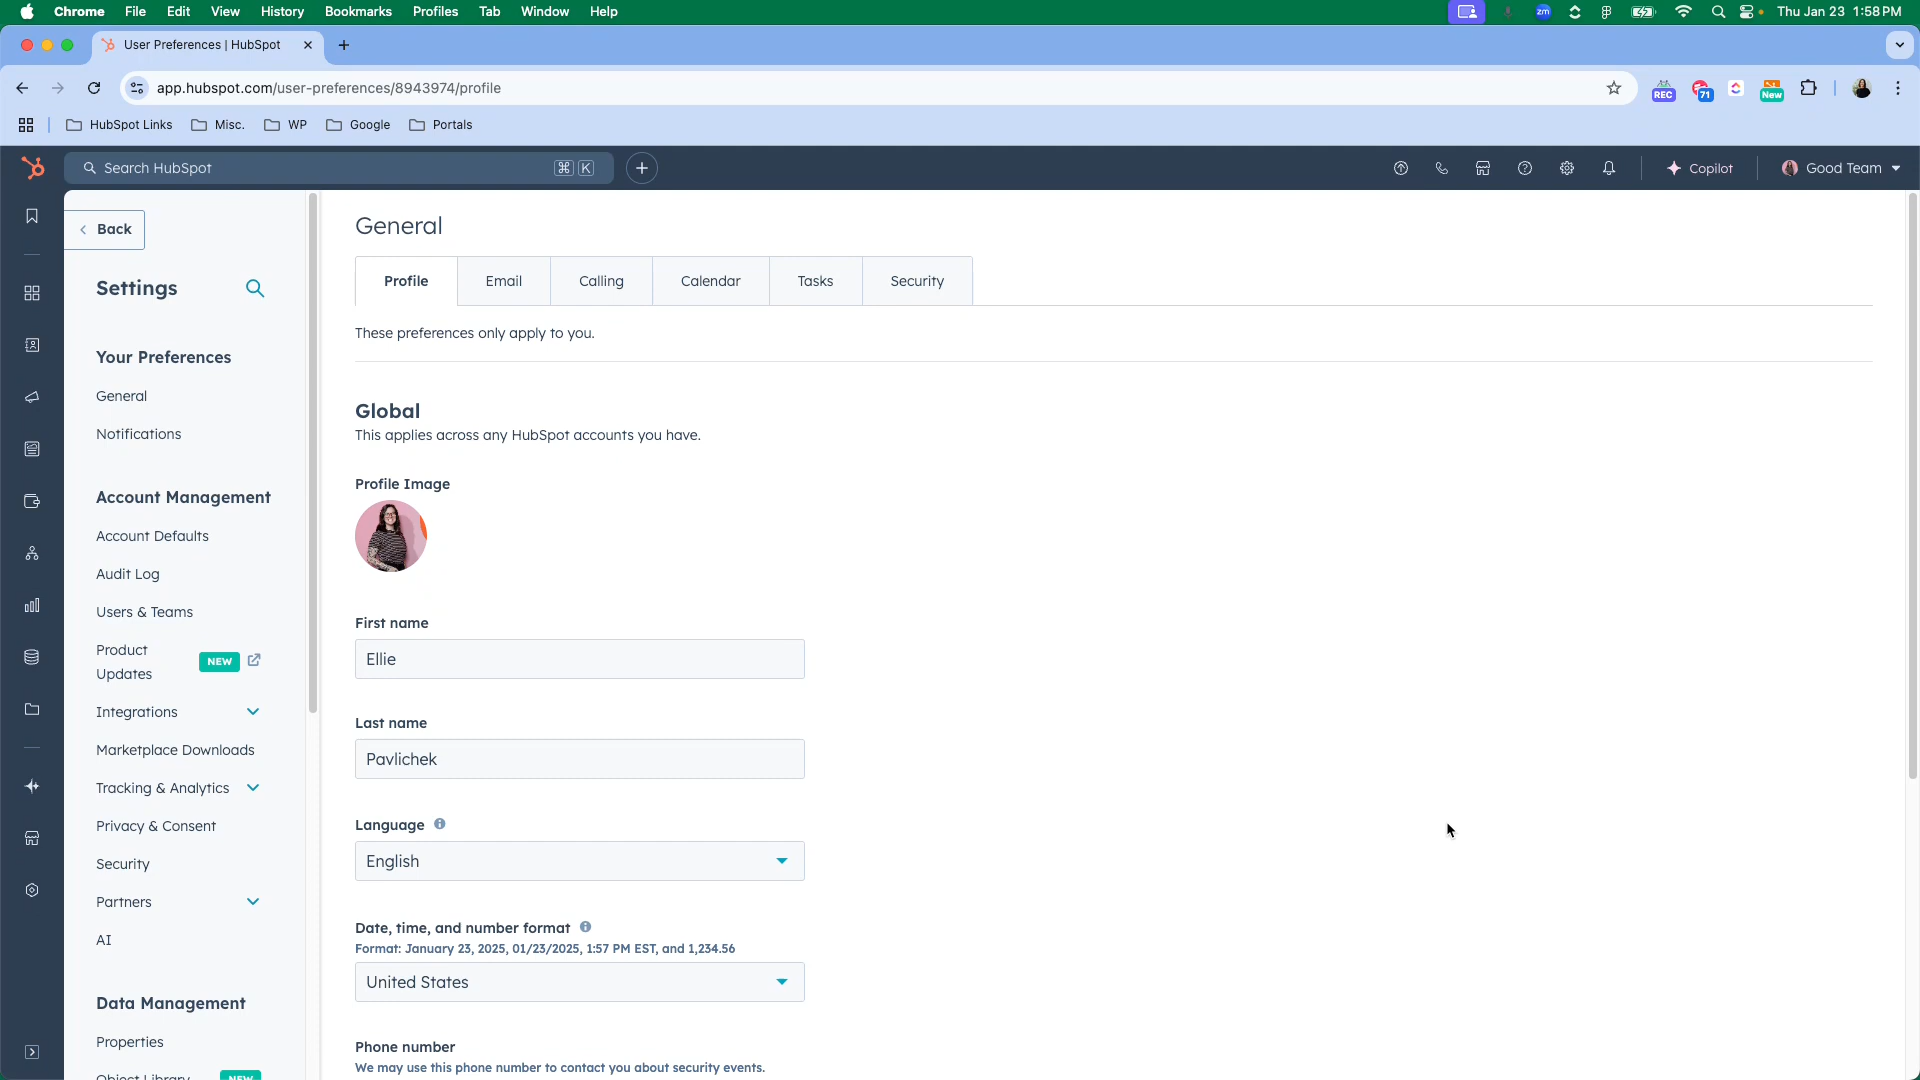 Chrome File Edit View History Bookmarks Profiles Tab Window Help
zm
Thu Jan 23 1:58 PM
User Preferences | HubSpot
app.hubspot.com/user-preferences/8943974/profile
REC
71
New
HubSpot Links Misc. WP Google Portals
Search HubSpot
⌘ K
Copilot
Good Team
Back
Settings
Your Preferences
General
Notifications
Account Management
Account Defaults
Audit Log
Users & Teams
Product
Updates
NEW
Integrations
Marketplace Downloads
Tracking & Analytics
Privacy & Consent
Security
Partners
AI
Data Management
Properties
Object Library
NEW
General
Profile Email Calling Calendar Tasks Security
These preferences only apply to you.
Global
This applies across any HubSpot accounts you have.
Profile Image
First name
Ellie
Last name
Pavlichek
Language
English
Date, time, and number format
Format: January 23, 2025, 01/23/2025, 1:57 PM EST, and 1,234.56
United States
Phone number
We may use this phone number to contact you about security events.